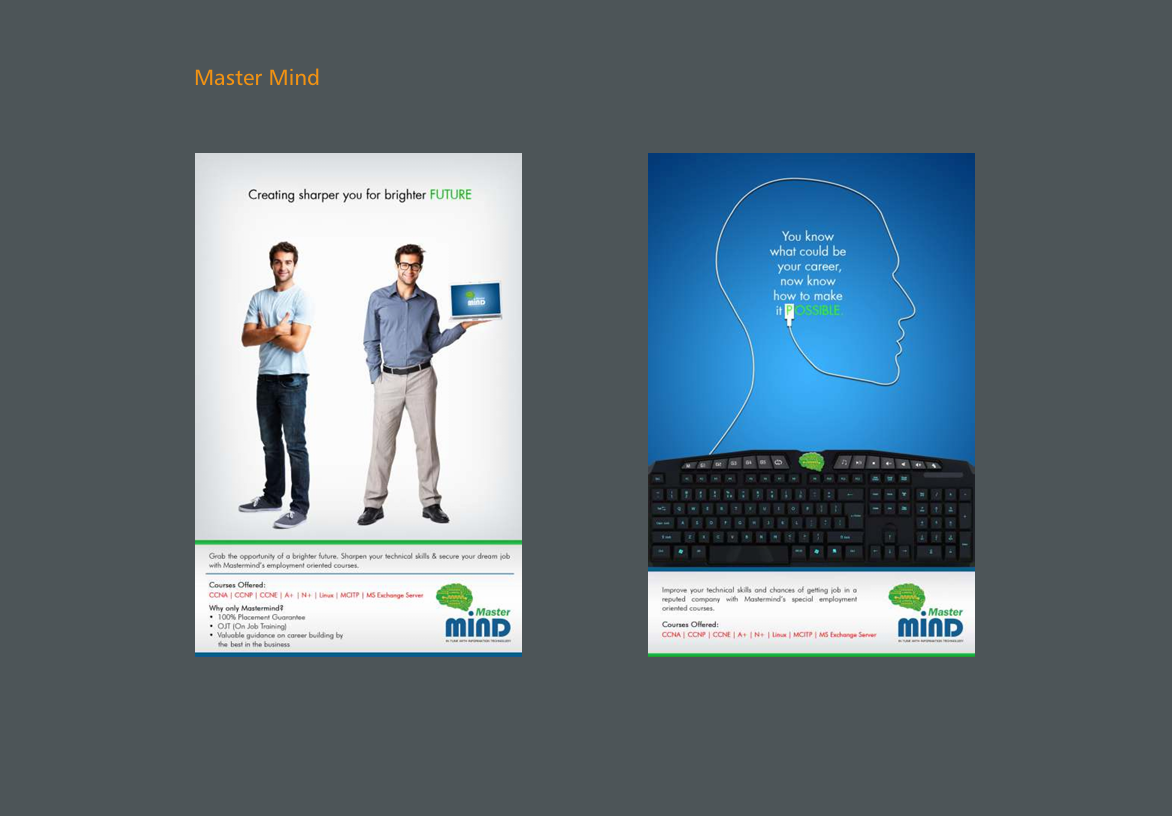 Master Mind
Creating sharper you for brighter FUTURE
MIND
Grab the opportunity of a brighter future. Sharpen your technical skills & secure your dream job
with Mastermind's employment oriented courses.
Courses Offered:
CCNA | CCNP | CCNE | A+ | N+ | Linux | MCITP | MS Exchange Server
Why only Mastermind?
• 100% Placement Guarantee
• OJT (On Job Training)
• Valuable guidance on career building by
the best in the business
Master
MIND
IN TUNE WITH INFORMATION TECHNOLOGY
You know
what could be
your career,
now know
how to make
it POSSIBLE.
Improve your technical skills and chances of getting job in a
reputed company with Mastermind's special employment
oriented courses.
Courses Offered:
CCNA | CCNP | CCNE | A+ | N+ | Linux | MCITP | MS Exchange Server
Master
MIND
IN TUNE WITH INFORMATION TECHNOLOGY